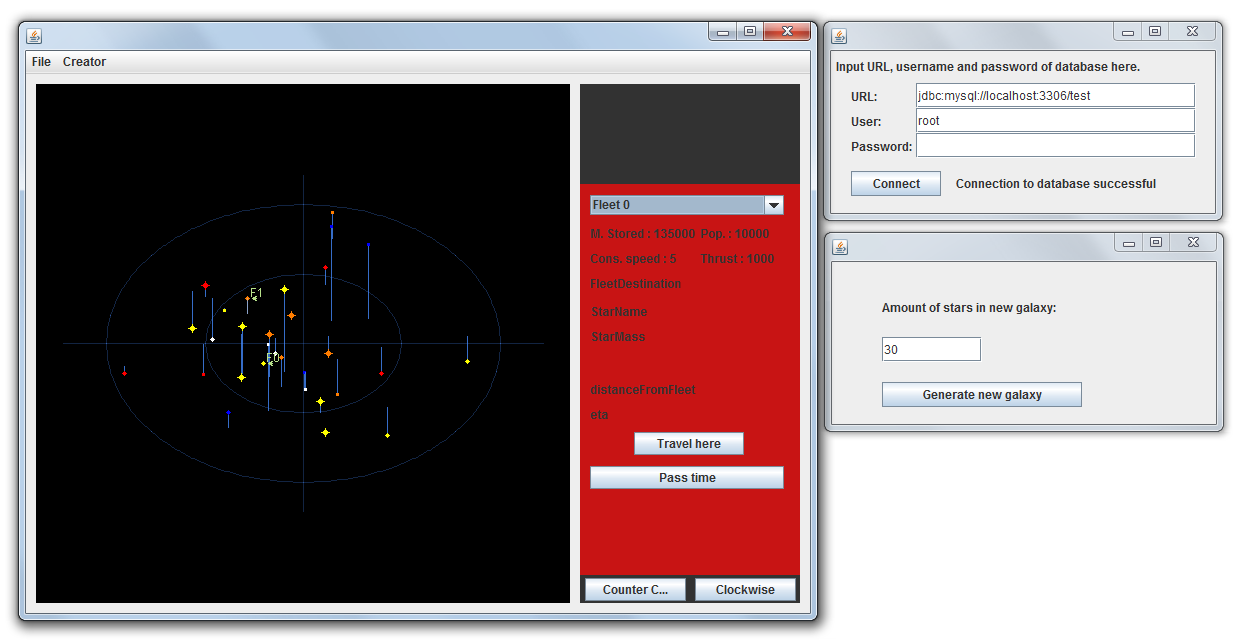 File Creator
F1
F0
Fleet 0
M. Stored : 135000 Pop. : 10000
Cons. speed : 5 Thrust : 1000
FleetDestination
StarName
StarMass
distanceFromFleet
eta
Travel here
Pass time
Counter C... Clockwise
Input URL, username and password of database here.
URL: jdbc:mysql://localhost:3306/test
User: root
Password:
Connect Connection to database successful
Amount of stars in new galaxy:
30
Generate new galaxy